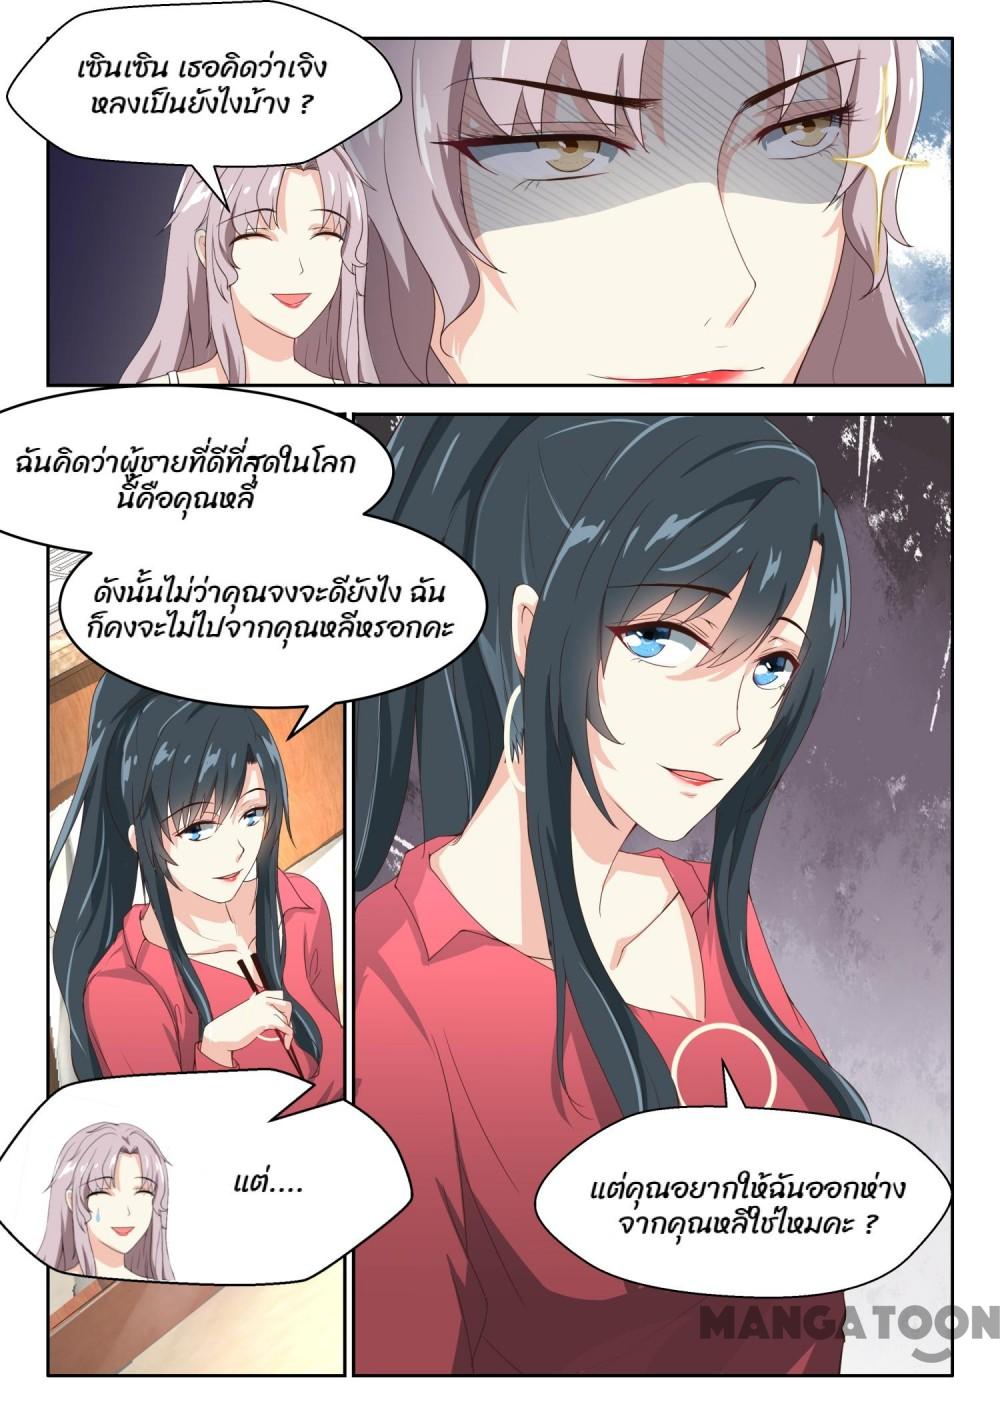 เซินเซิน เธอคิดว่าเจิง
หลงเป็นยังไงบ้าง ?
ฉันคิดว่าผู้ชายที่ดีที่สุดในโลก
นี้คือคุณหลี
ดังนั้นไม่ว่าคุณจงจะดียังไง ฉัน
ก็คงจะไม่ไปจากคุณหลีหรอกคะ
แต่....
แต่คุณอยากให้ฉันออกห่าง
จากคุณหลีใช่ไหมคะ ?
MANGATOON